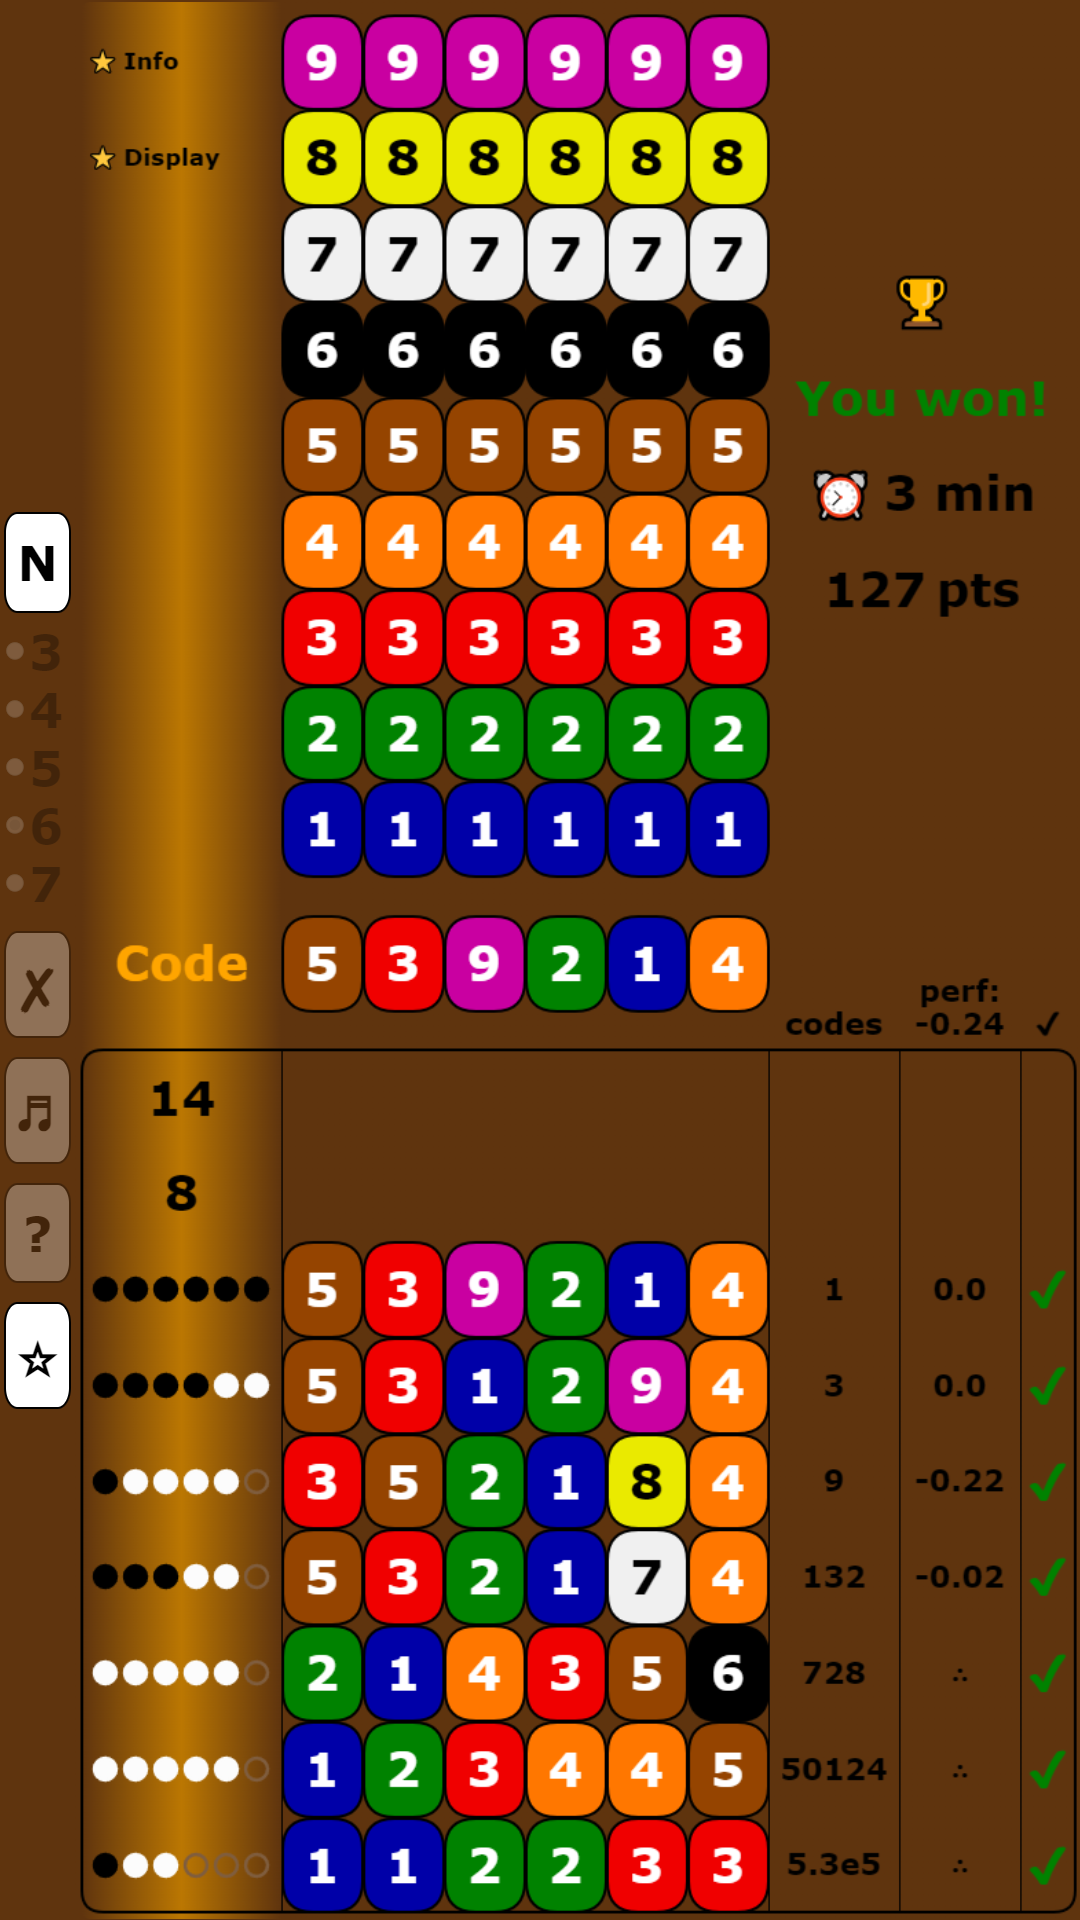 ★ Info
9 9 9 9 9 9
★ Display
8 8 8 8 8 8
7 7 7 7 7 7
6 6 6 6 6 6
You won!
5 5 5 5 5 5
3 min
4 4 4 4 4 4
N
127 pts
3 3 3 3 3 3
•3
•4
2 2 2 2 2 2
•5
•6
1 1 1 1 1 1
•7
Code
5 3 9 2 1 4
✗
perf:
codes -0.24 ✓
14
♬
8
?
5 3 9 2 1 4 1 0.0 ✓
☆
5 3 1 2 9 4 3 0.0 ✓
3 5 2 1 8 4 9 -0.22 ✓
5 3 2 1 7 4 132 -0.02 ✓
2 1 4 3 5 6 728 ∴ ✓
1 2 3 4 4 5 50124 ∴ ✓
1 1 2 2 3 3 5.3e5 ∴ ✓